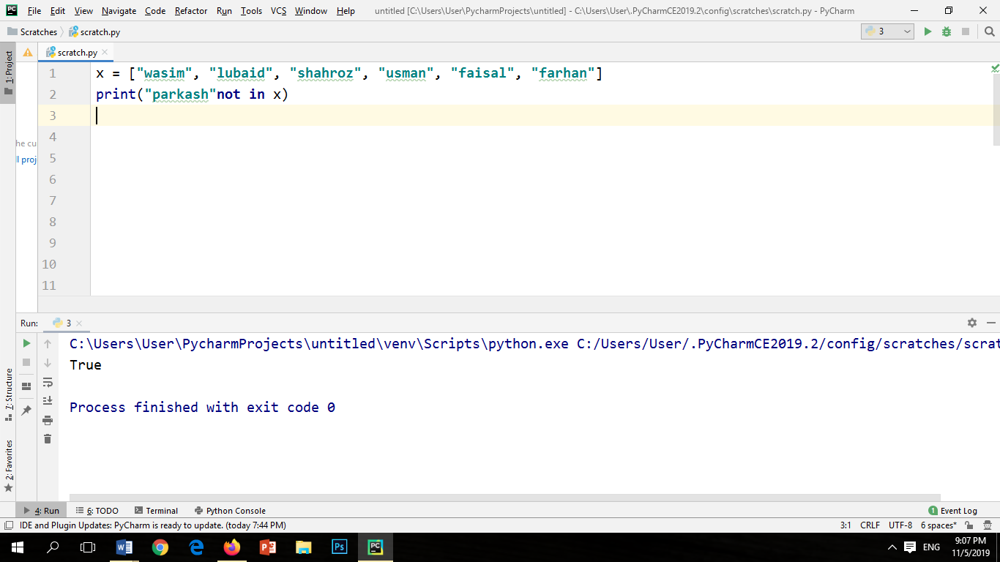 PC File Edit View Navigate Code Refactor Run Tools VCS Window Help untitled [C:\Users\User\PycharmProjects\untitled] - C:\Users\User\.PyCharmCE2019.2\config\scratches\scratch.py - PyCharm
Scratches scratch.py 3
1: Project
scratch.py
1 x = ["wasim", "lubaid", "shahroz", "usman", "faisal", "farhan"]
2 print("parkash"not in x)
3
4
he cu
5
ll proj
6
7
8
9
10
11
Run: 3
C:\Users\User\PycharmProjects\untitled\venv\Scripts\python.exe C:/Users/User/.PyCharmCE2019.2/config/scratches/scrat
True
7: Structure
Process finished with exit code 0
2: Favorites
4: Run 6: TODO Terminal Python Console 1 Event Log
IDE and Plugin Updates: PyCharm is ready to update. (today 7:44 PM) 3:1 CRLF UTF-8 6 spaces*
Ps PC ENG 9:07 PM
11/5/2019